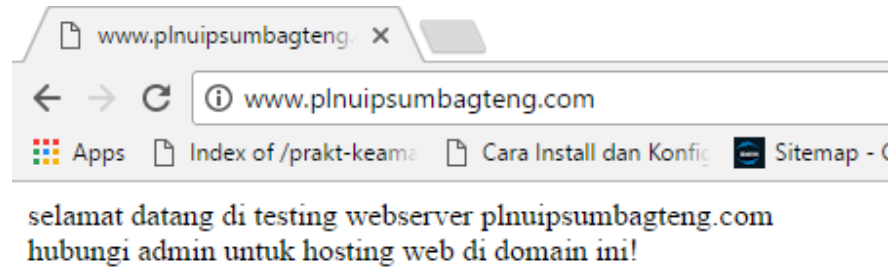 www.plnuipsumbagteng.
www.plnuipsumbagteng.com
Apps Index of /prakt-keama Cara Install dan Konfig Sitemap -
selamat datang di testing webserver plnuipsumbagteng.com
hubungi admin untuk hosting web di domain ini!